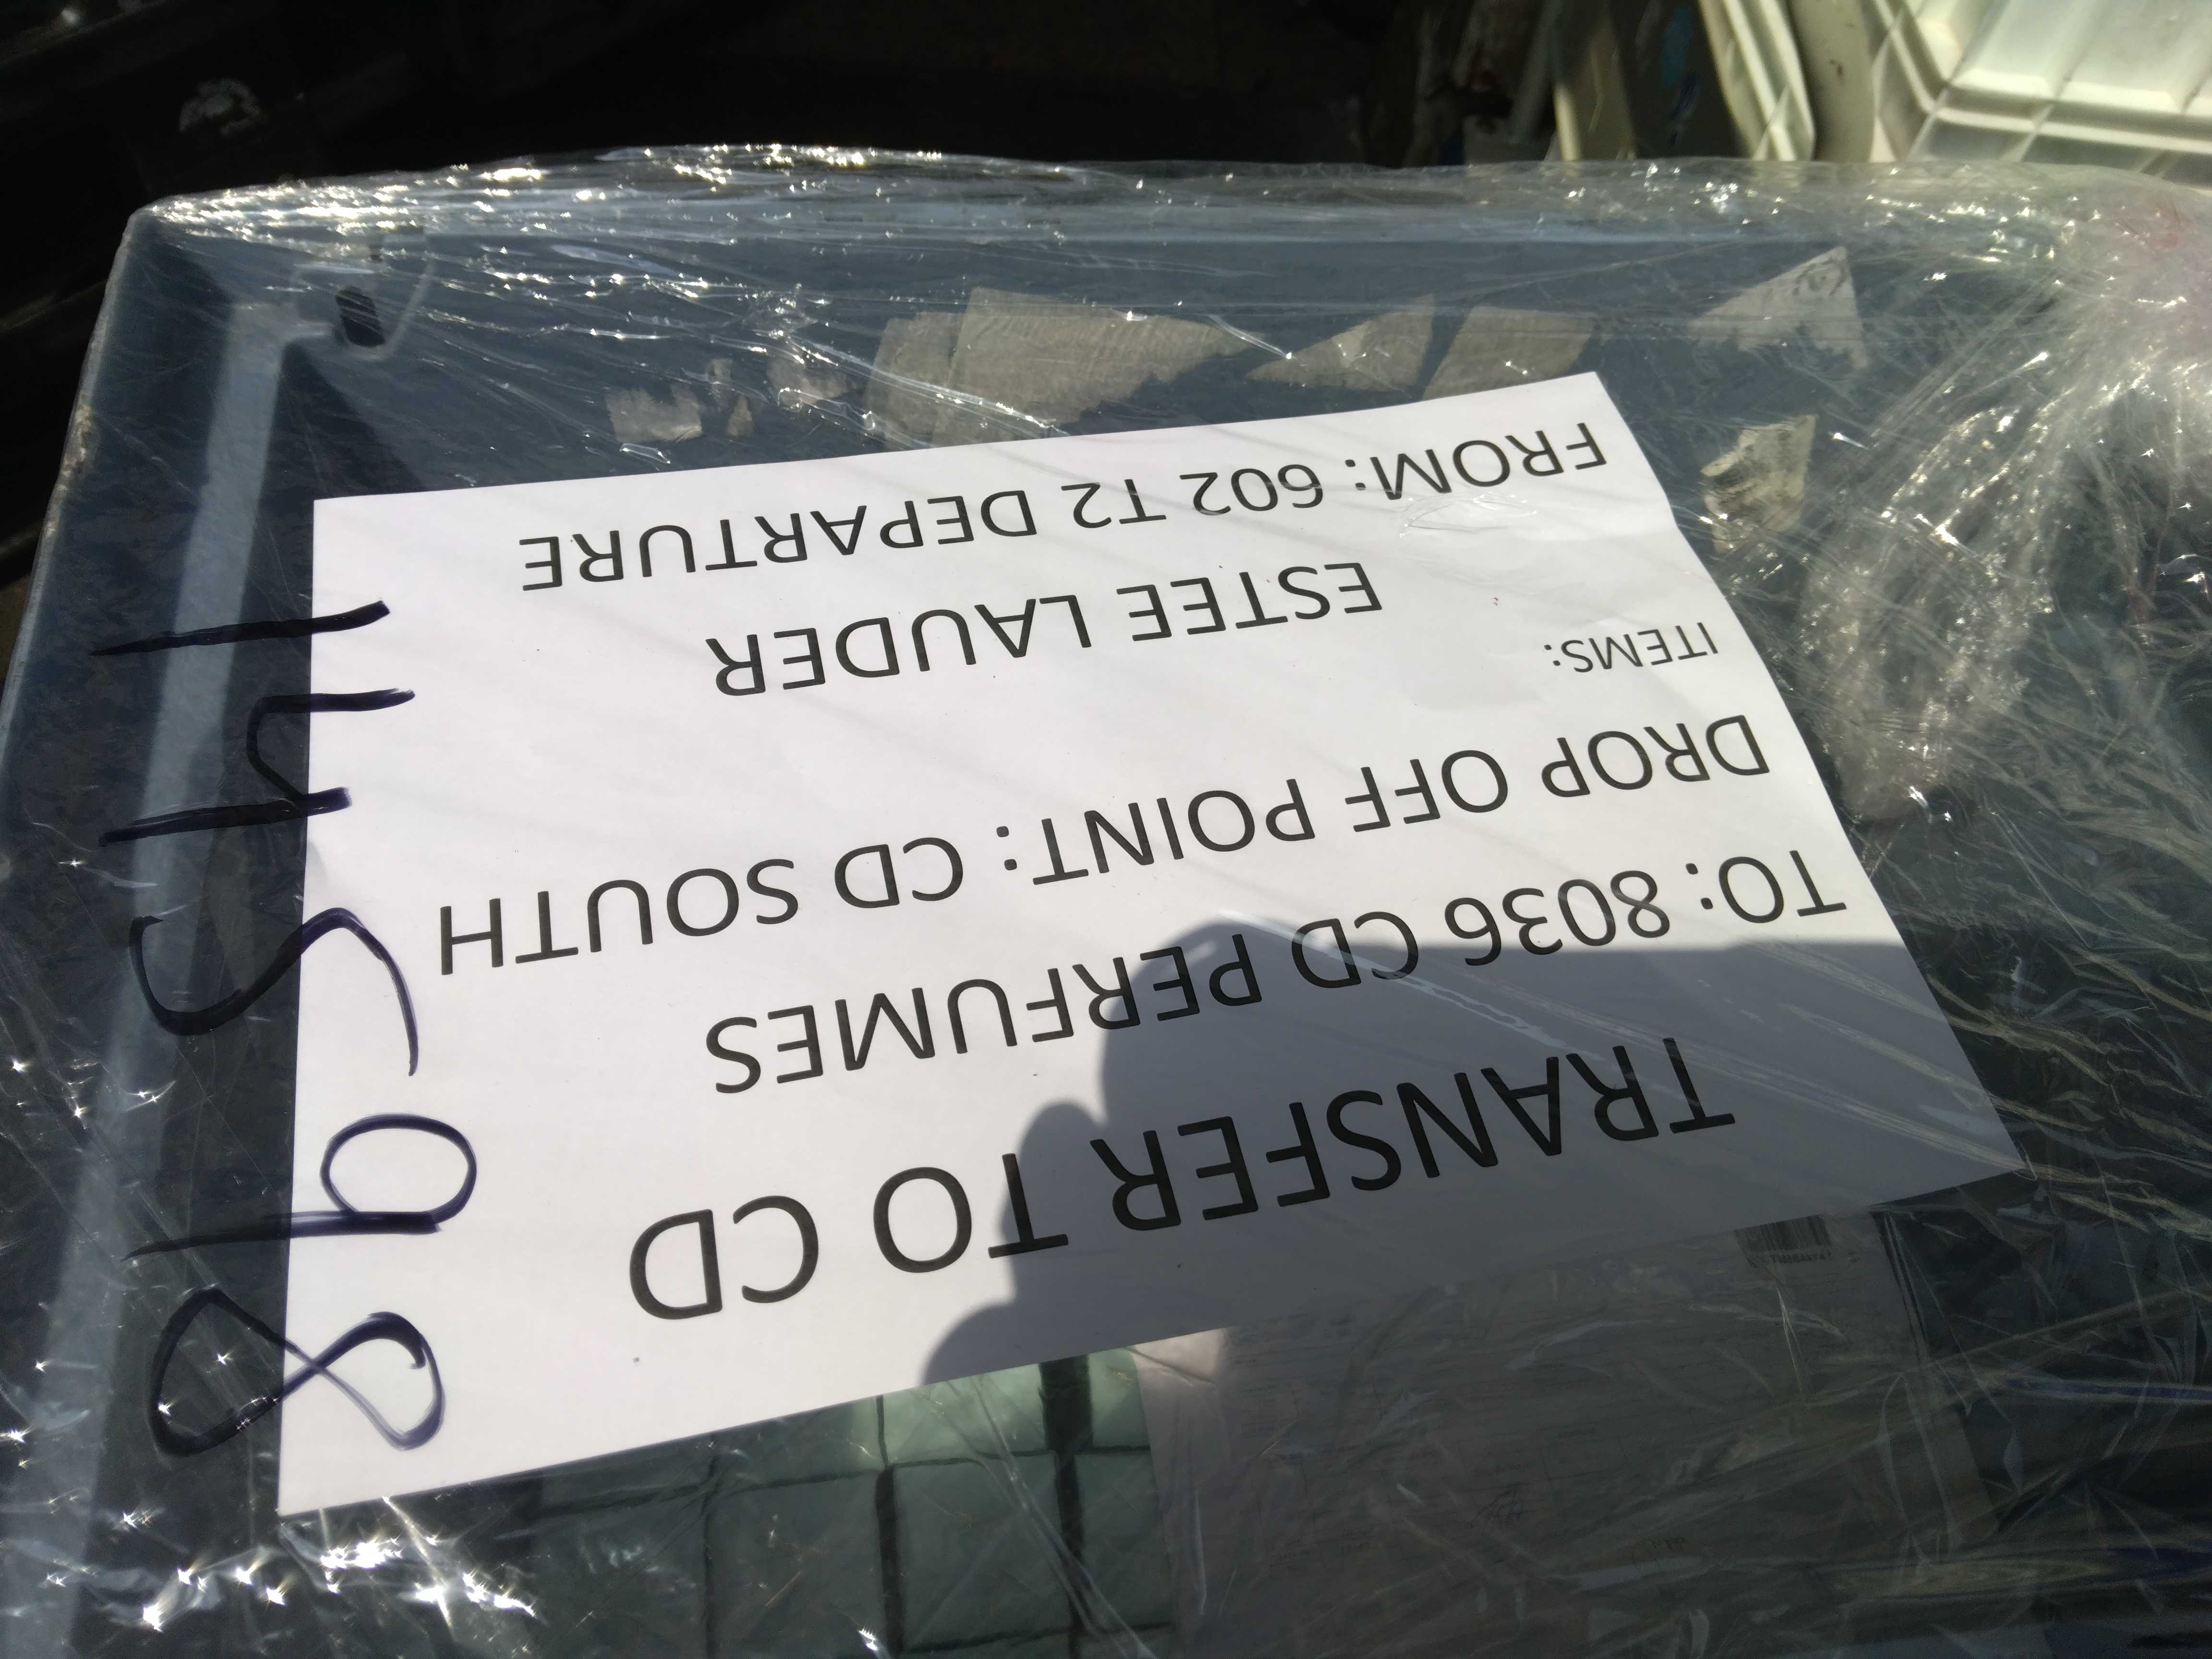 TRANSFER TO CD
TO: 8036 CD PERFUMES
DROP OFF POINT: CD SOUTH
ITEMS:
ESTEE LAUDER
FROM: 602 T2 DEPARTURE
14598